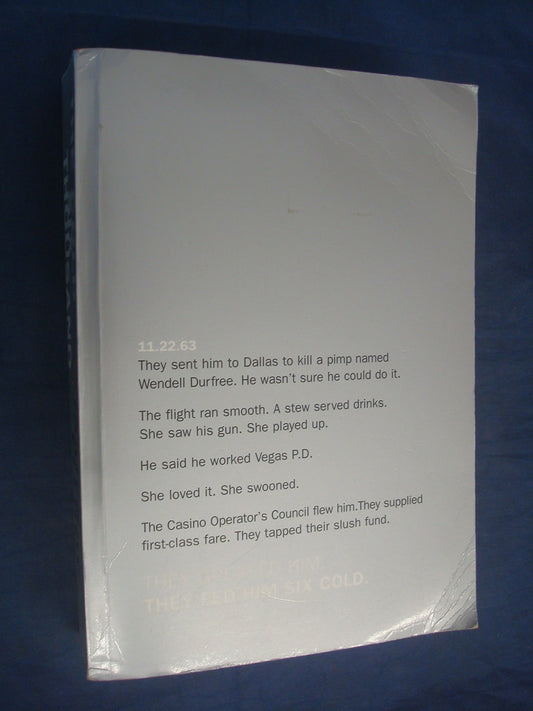 11.22.63
They sent him to Dallas to kill a pimp named
Wendell Durfree. He wasn't sure he could do it.
The flight ran smooth. A stew served drinks.
She saw his gun. She played up.
He said he worked Vegas P.D.
She loved it. She swooned.
The Casino Operator's Council flew him.They supplied
first-class fare. They tapped their slush fund.
THEY HIM.
THEY FED HIM SIX COLD.
THOUSAND